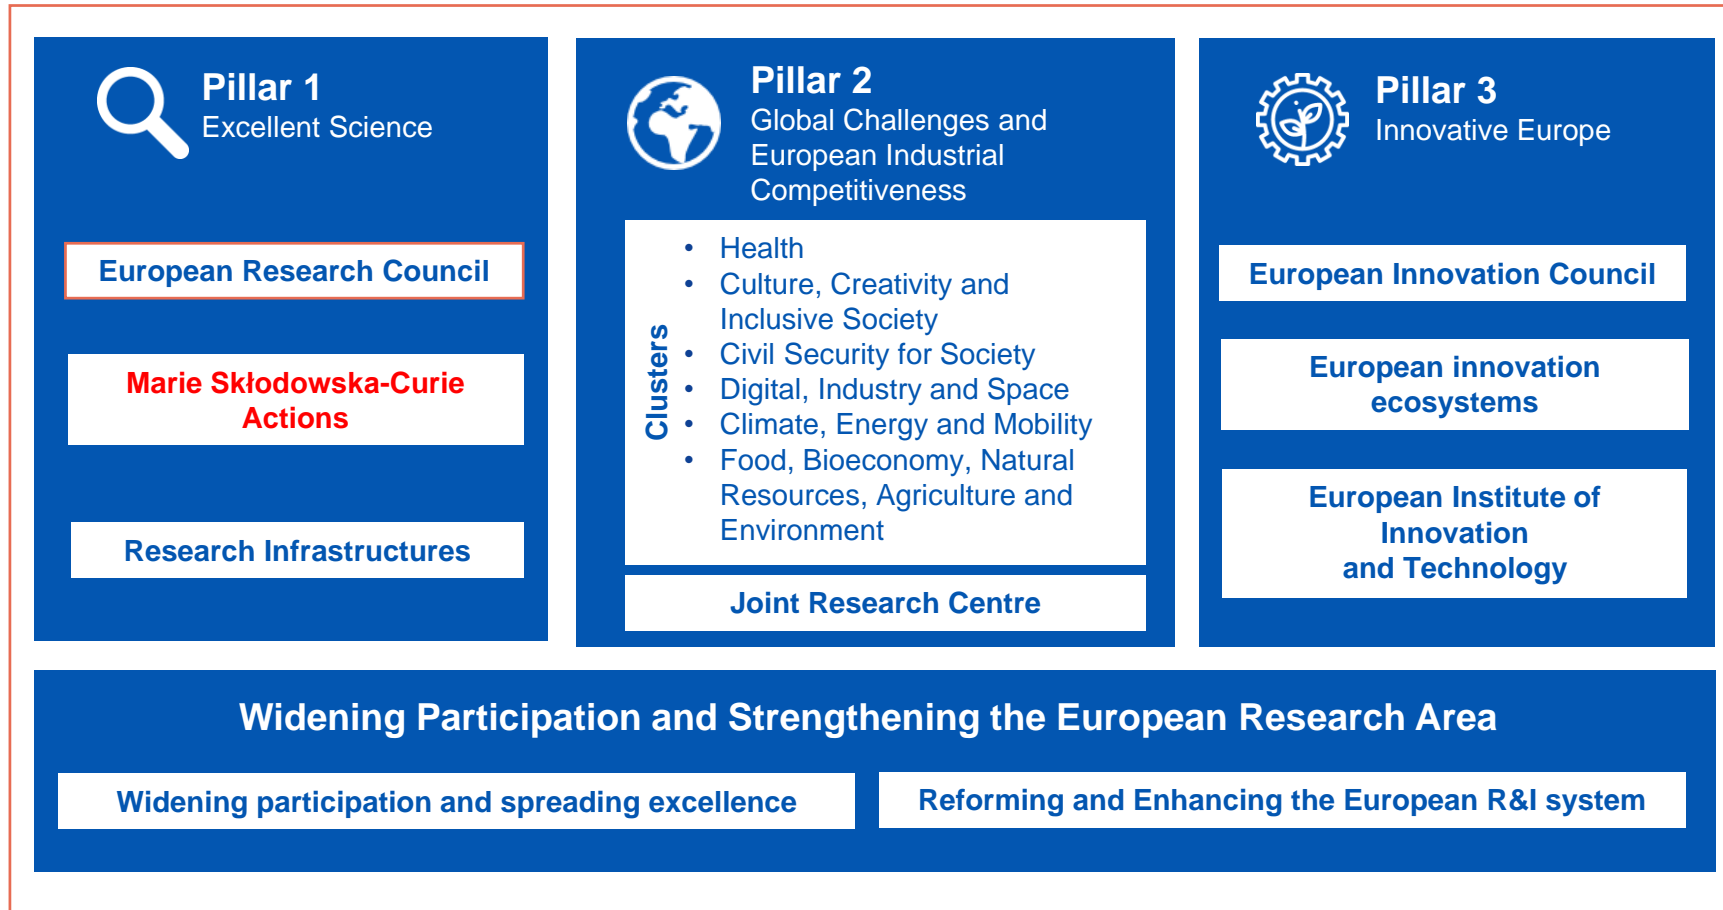 Pillar 1
Excellent Science
European Research Council
Marie Skłodowska-Curie
Actions
Research Infrastructures
Pillar 2
Global Challenges and
European Industrial
Competitiveness
Clusters
• Health
• Culture, Creativity and
Inclusive Society
• Civil Security for Society
• Digital, Industry and Space
• Climate, Energy and Mobility
• Food, Bioeconomy, Natural
Resources, Agriculture and
Environment
Joint Research Centre
Pillar 3
Innovative Europe
European Innovation Council
European innovation
ecosystems
European Institute of
Innovation
and Technology
Widening Participation and Strengthening the European Research Area
Widening participation and spreading excellence
Reforming and Enhancing the European R&I system